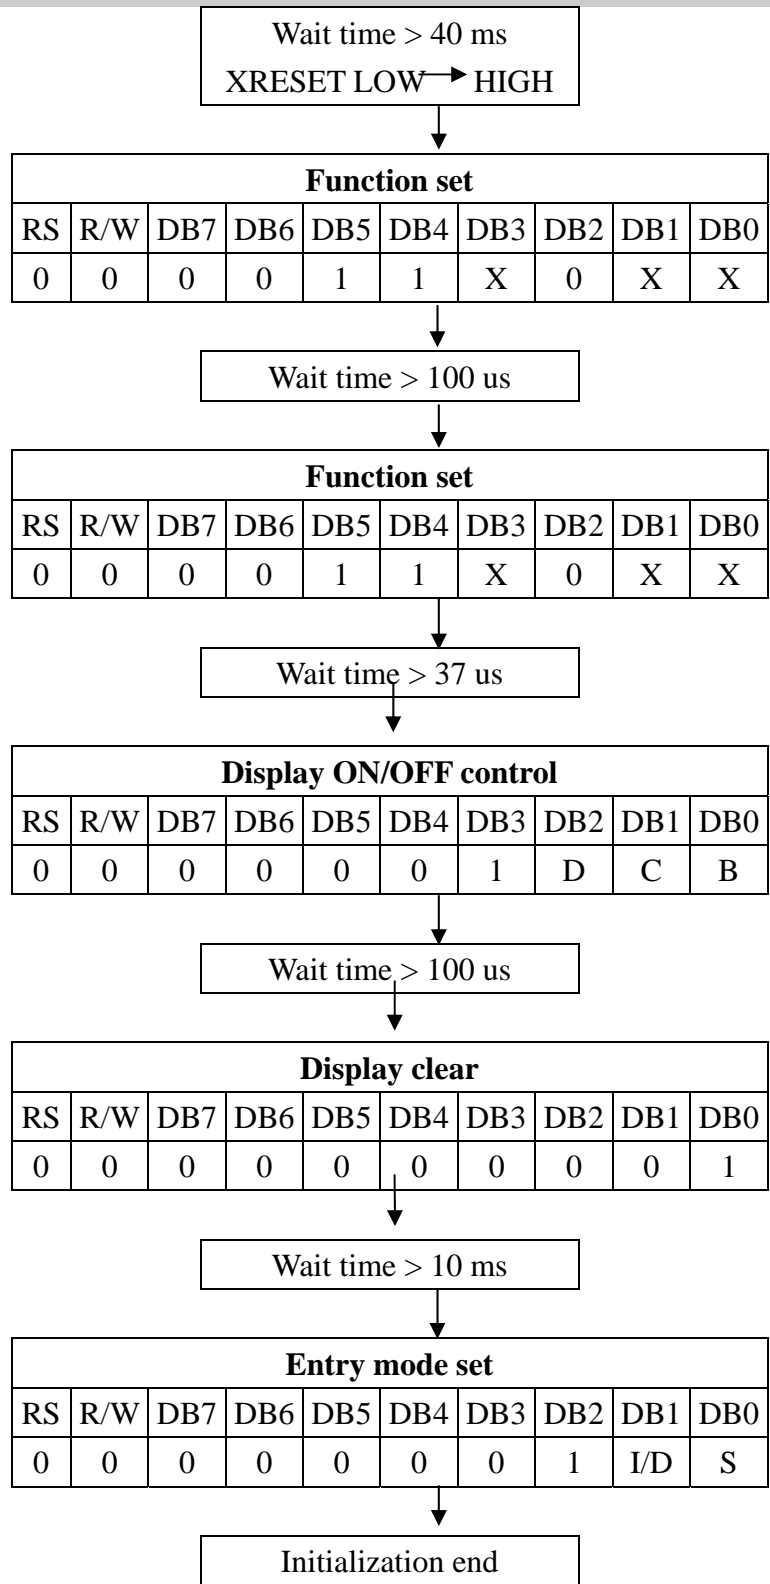 Wait time > 40 ms
XRESET LOW → HIGH
Function set
RS R/W DB7 DB6 DB5 DB4 DB3 DB2 DB1 DB0
0 0 0 0 1 1 X 0 X X
Wait time > 100 us
Function set
RS R/W DB7 DB6 DB5 DB4 DB3 DB2 DB1 DB0
0 0 0 0 1 1 X 0 X X
Wait time > 37 us
Display ON/OFF control
RS R/W DB7 DB6 DB5 DB4 DB3 DB2 DB1 DB0
0 0 0 0 0 0 1 D C B
Wait time > 100 us
Display clear
RS R/W DB7 DB6 DB5 DB4 DB3 DB2 DB1 DB0
0 0 0 0 0 0 0 0 0 1
Wait time > 10 ms
Entry mode set
RS R/W DB7 DB6 DB5 DB4 DB3 DB2 DB1 DB0
0 0 0 0 0 0 0 1 I/D S
Initialization end